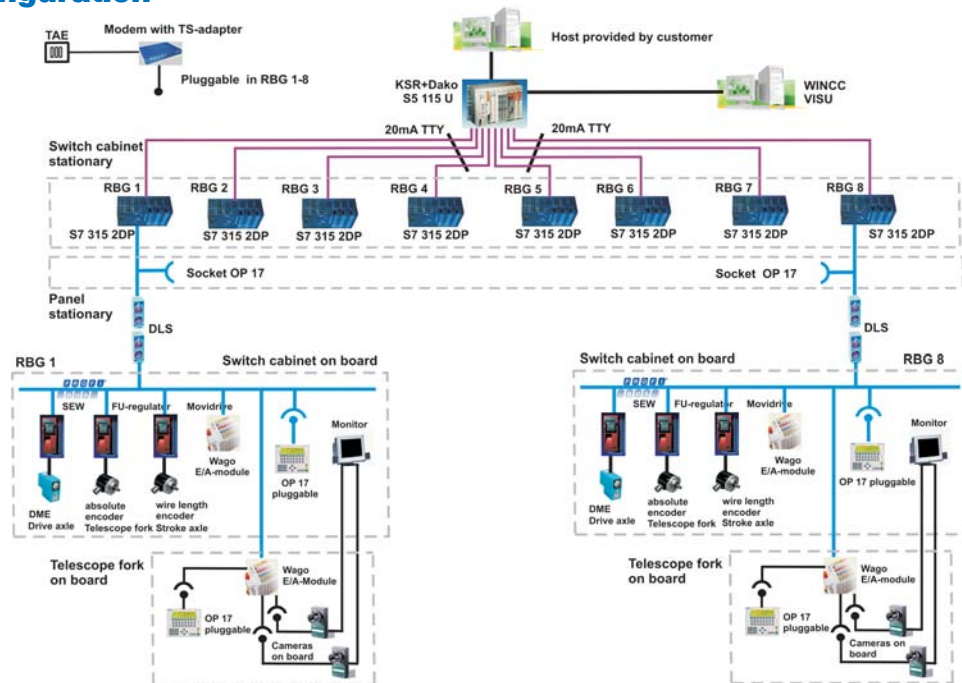 TAE
Modem with TS-adapter
Pluggable in RBG 1-8
Host provided by customer
KSR+Dako
S5 115 U
WINCC
VISU
20mA TTY
20mA TTY
Switch cabinet
stationary
RBG 1
RBG 2
RBG 3
RBG 4
RBG 5
RBG 6
RBG 7
RBG 8
S7 315 2DP
S7 315 2DP
S7 315 2DP
S7 315 2DP
S7 315 2DP
S7 315 2DP
S7 315 2DP
S7 315 2DP
Socket OP 17
Socket OP 17
Panel
stationary
DLS
DLS
RBG 1
Switch cabinet on board
PROFI
BUS
SEW
FU-regulator
Movidrive
Wago
E/A-module
OP 17
pluggable
Monitor
DME
Drive axle
absolute
encoder
Telescope fork
wire length
encoder
Stroke axle
Telescope fork
on board
Wago
E/A-Module
OP 17
pluggable
Cameras
on board
Switch cabinet on board
RBG 8
PROFI
BUS
SEW
FU-regulator
Movidrive
Wago
E/A-module
OP 17 pluggable
Monitor
DME
Drive axle
absolute
encoder
Telescope fork
wire length
encoder
Stroke axle
Telescope fork
on board
Wago
E/A-module
OP 17
pluggable
Cameras on
board